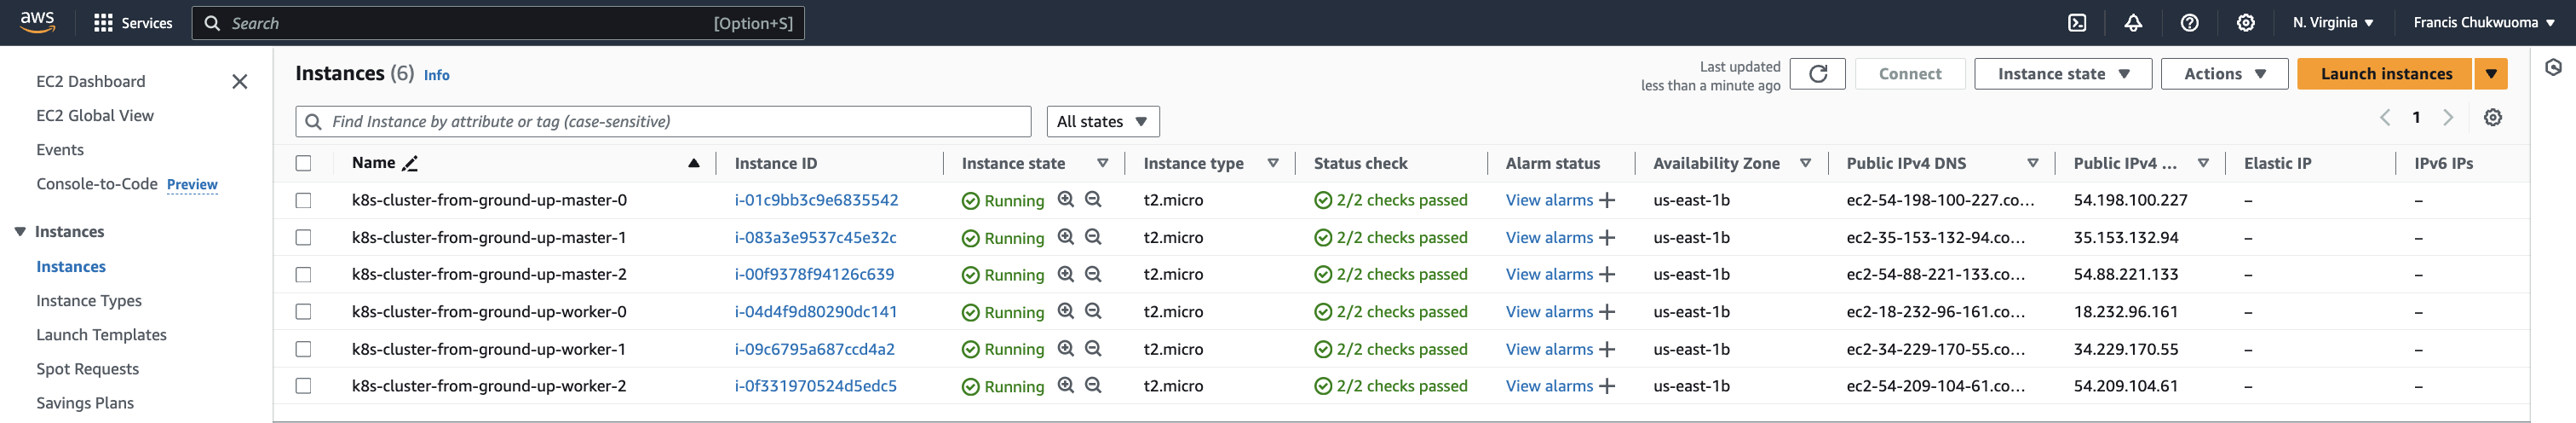 aws Services Search [Option+S] N. Virginia Francis Chukwuoma
EC2 Dashboard
EC2 Global View
Events
Console-to-Code Preview
Instances
Instances
Instance Types
Launch Templates
Spot Requests
Savings Plans
Instances (6) Info
Last updated
less than a minute ago
Connect Instance state Actions Launch instances
Find Instance by attribute or tag (case-sensitive) All states 1
Name Instance ID Instance state Instance type Status check Alarm status Availability Zone Public IPv4 DNS Public IPv4 ... Elastic IP IPv6 IPs
k8s-cluster-from-ground-up-master-0 i-01c9bb3c9e6835542 Running t2.micro 2/2 checks passed View alarms + us-east-1b ec2-54-198-100-227.co... 54.198.100.227 – –
k8s-cluster-from-ground-up-master-1 i-083a3e9537c45e32c Running t2.micro 2/2 checks passed View alarms + us-east-1b ec2-35-153-132-94.co... 35.153.132.94 – –
k8s-cluster-from-ground-up-master-2 i-00f9378f94126c639 Running t2.micro 2/2 checks passed View alarms + us-east-1b ec2-54-88-221-133.co... 54.88.221.133 – –
k8s-cluster-from-ground-up-worker-0 i-04d4f9d80290dc141 Running t2.micro 2/2 checks passed View alarms + us-east-1b ec2-18-232-96-161.co... 18.232.96.161 – –
k8s-cluster-from-ground-up-worker-1 i-09c6795a687ccd4a2 Running t2.micro 2/2 checks passed View alarms + us-east-1b ec2-34-229-170-55.co... 34.229.170.55 – –
k8s-cluster-from-ground-up-worker-2 i-0f331970524d5edc5 Running t2.micro 2/2 checks passed View alarms + us-east-1b ec2-54-209-104-61.co... 54.209.104.61 – –